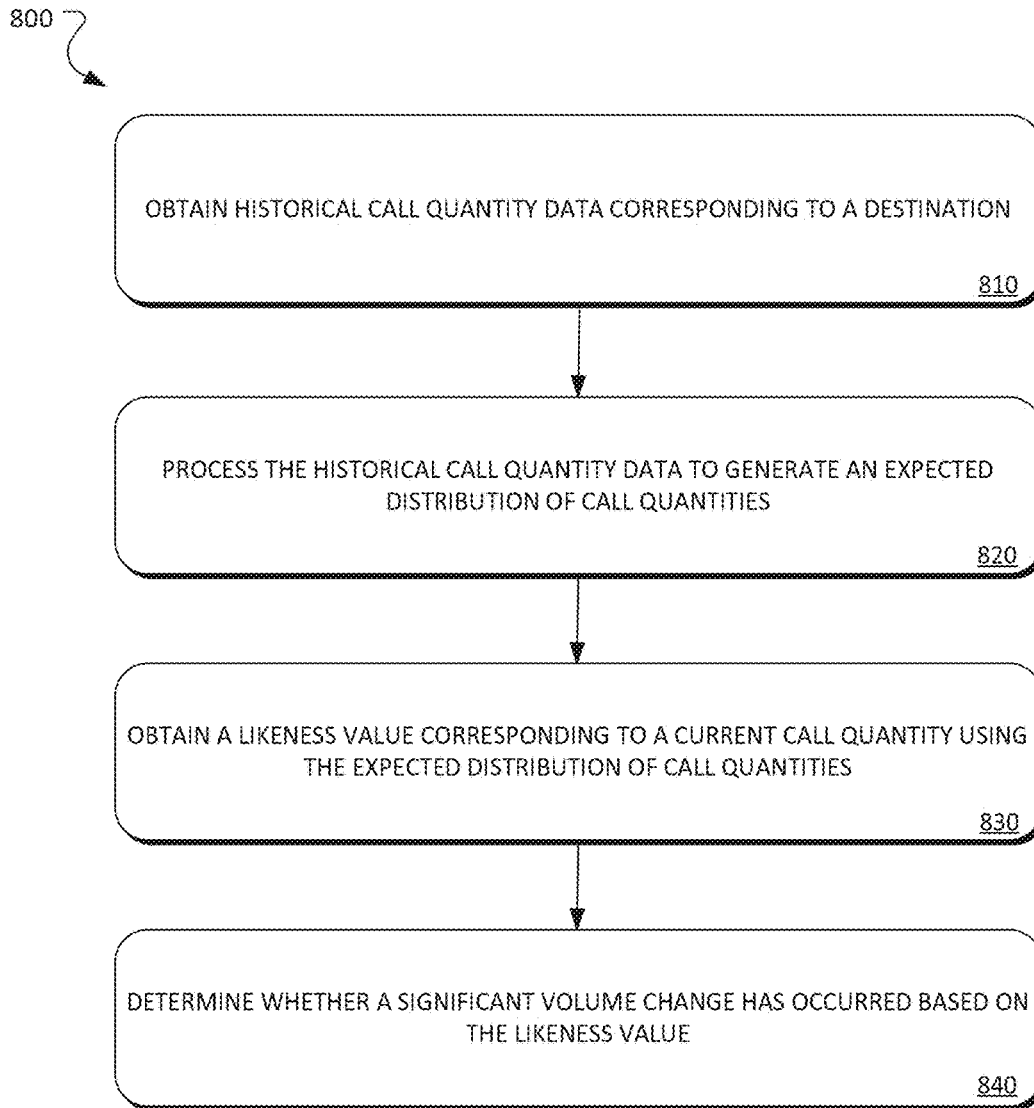 800
OBTAIN HISTORICAL CALL QUANTITY DATA CORRESPONDING TO A DESTINATION
810
PROCESS THE HISTORICAL CALL QUANTITY DATA TO GENERATE AN EXPECTED
DISTRIBUTION OF CALL QUANTITIES
820
OBTAIN A LIKENESS VALUE CORRESPONDING TO A CURRENT CALL QUANTITY USING
THE EXPECTED DISTRIBUTION OF CALL QUANTITIES
830
DETERMINE WHETHER A SIGNIFICANT VOLUME CHANGE HAS OCCURRED BASED ON
THE LIKENESS VALUE
840